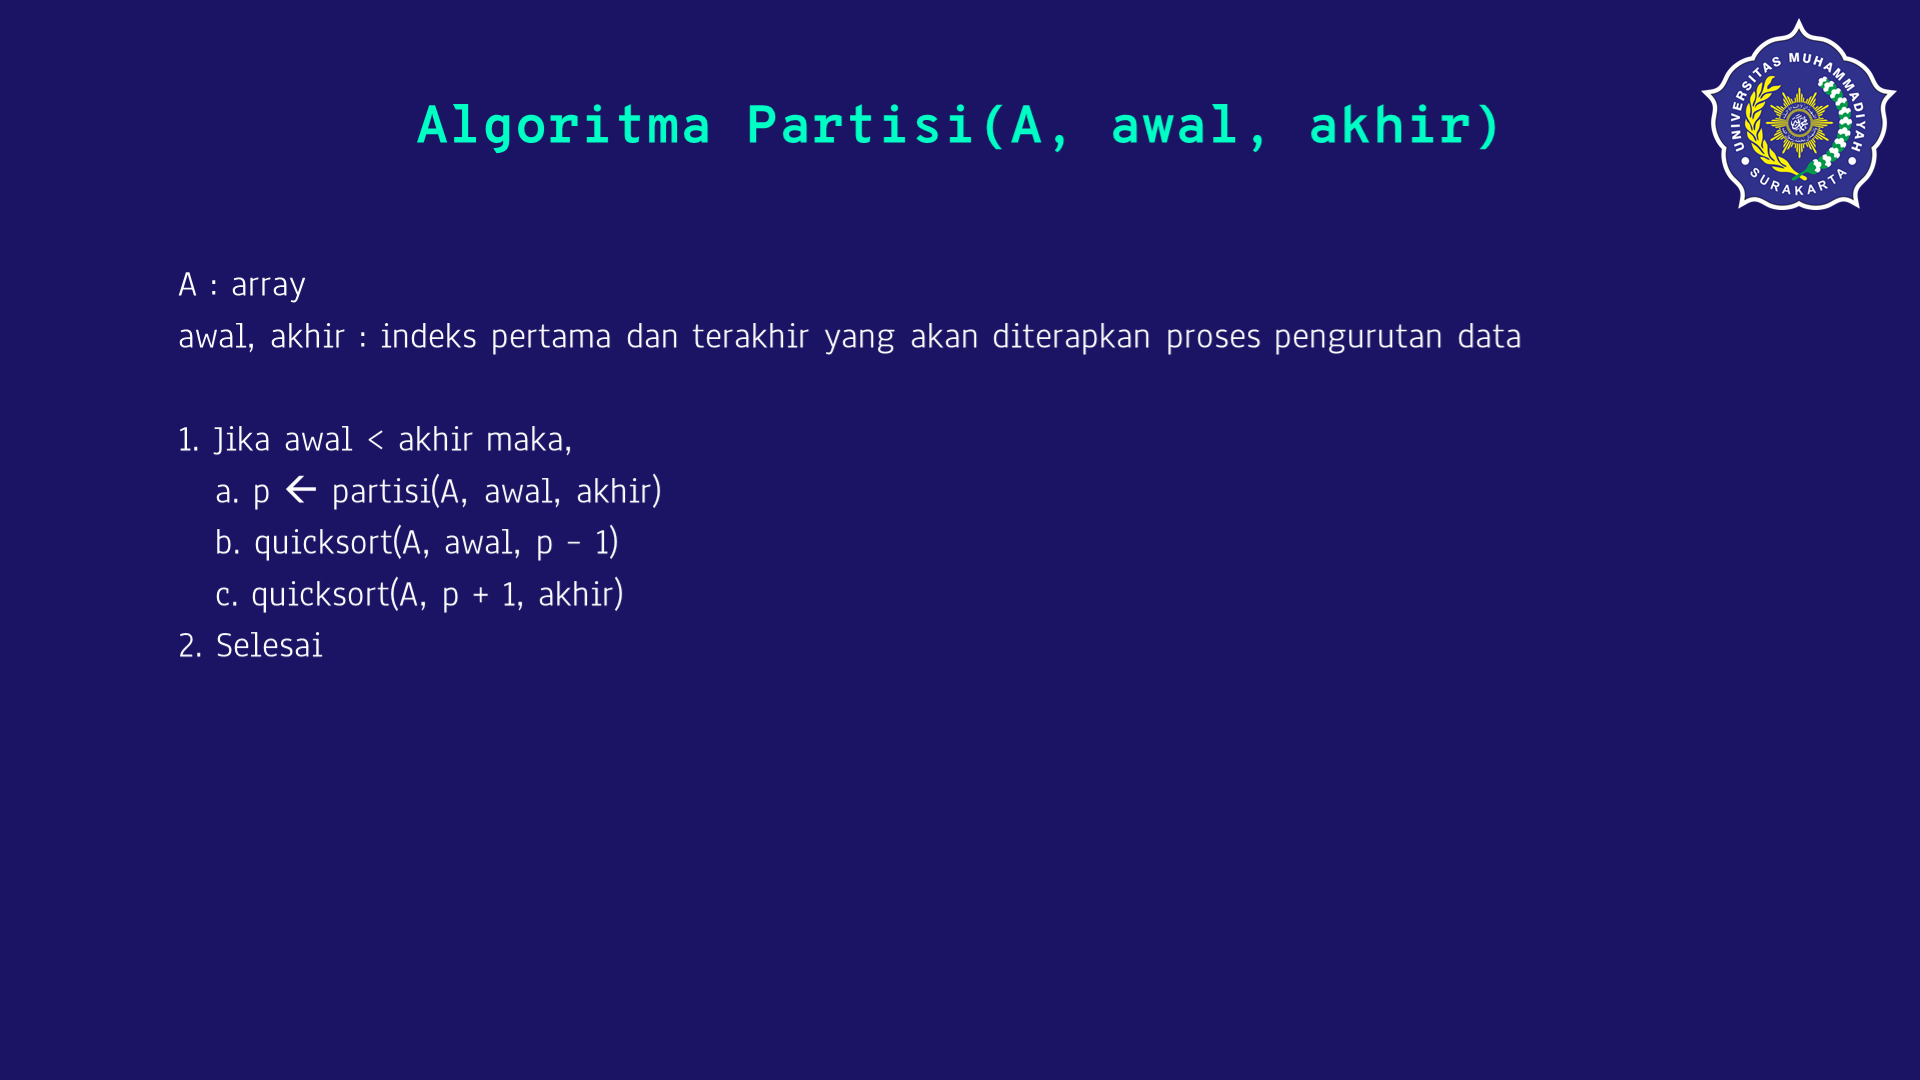 Algoritma Partisi(A, awal, akhir)
UNIVERSITAS MUHAMMADIYAH
SURAKARTA
A : array
awal, akhir : indeks pertama dan terakhir yang akan diterapkan proses pengurutan data
1. Jika awal < akhir maka,
a. p ← partisi(A, awal, akhir)
b. quicksort(A, awal, p – 1)
c. quicksort(A, p + 1, akhir)
2. Selesai